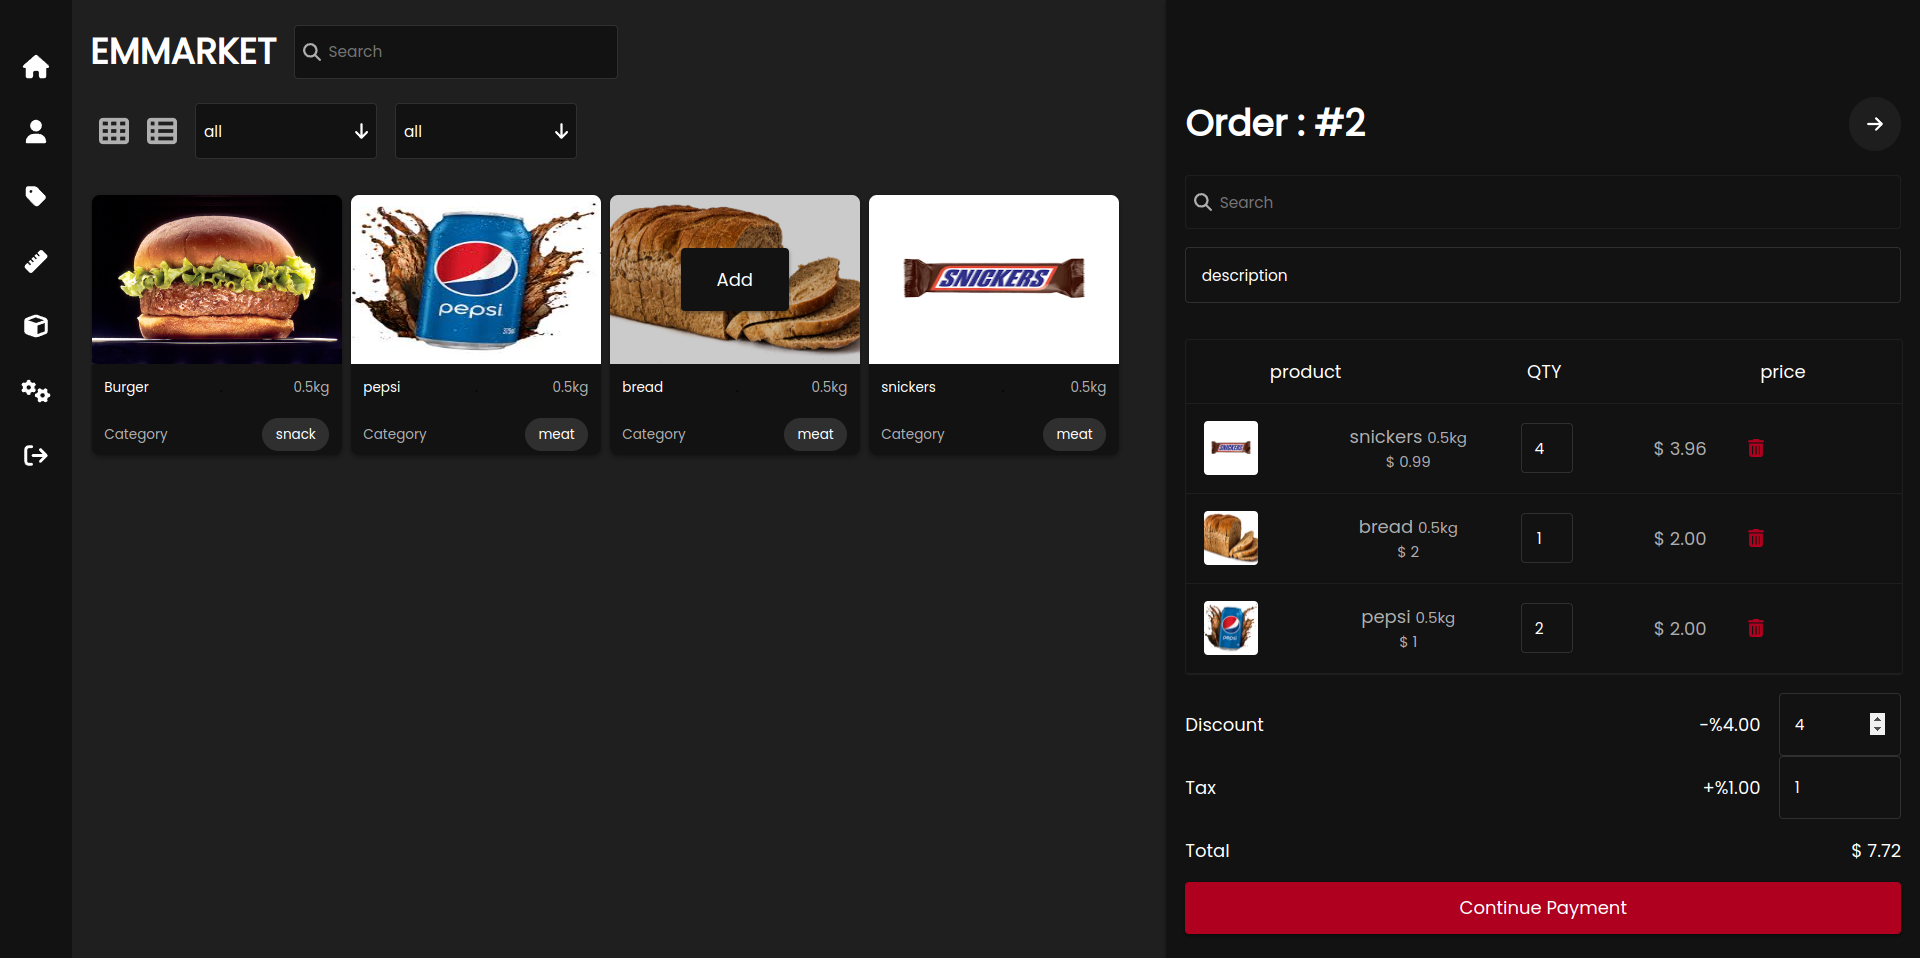 EMMARKET
Search
all
all
pepsi
Add
SNICKERS
Burger 0.5kg
Category snack
pepsi 0.5kg
Category meat
bread 0.5kg
Category meat
snickers 0.5kg
Category meat
Order : #2
Search
description
product QTY price
SNICKERS
snickers 0.5kg
$ 0.99
4
$ 3.96
bread 0.5kg
$ 2
1
$ 2.00
pepsi
pepsi 0.5kg
$ 1
2
$ 2.00
Discount -%4.00 4
Tax +%1.00 1
Total $ 7.72
Continue Payment